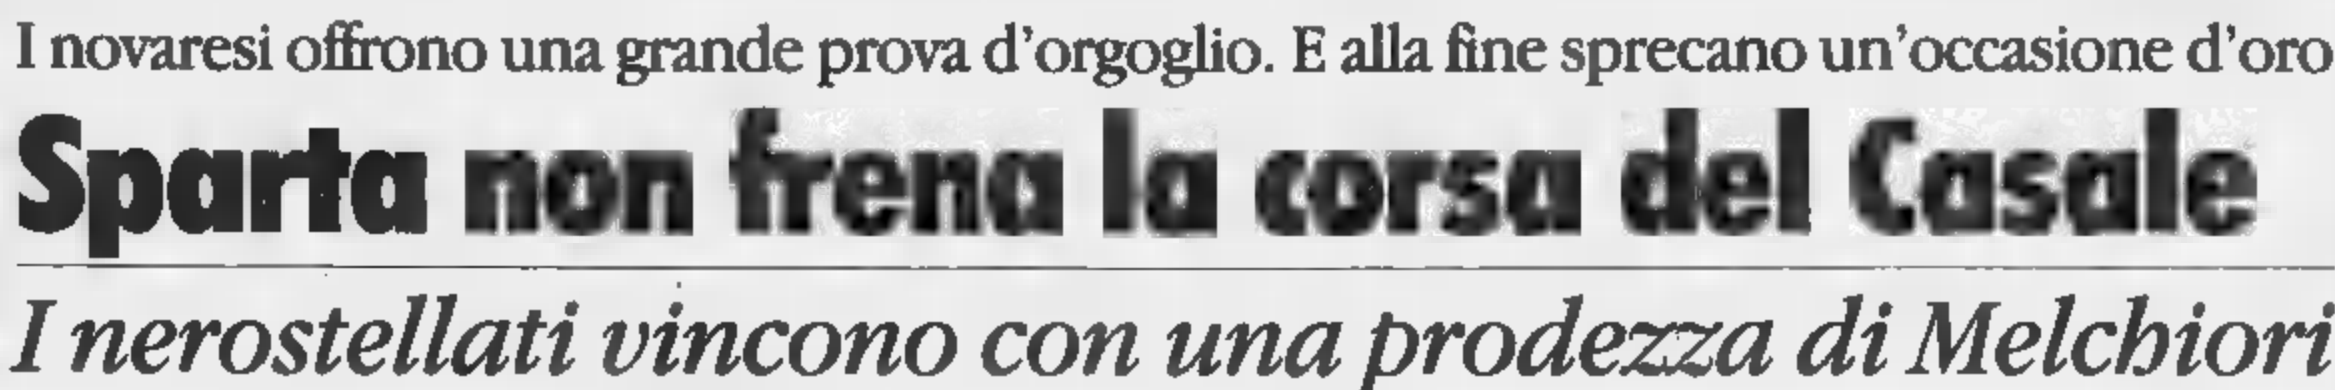 I novaresi offrono una grande prova d'orgoglio. E alla fine sprecano un'occasione d'oro
Sparta non frena la corsa del Casale
I nerostellati vincono con una prodezza di Melchiori